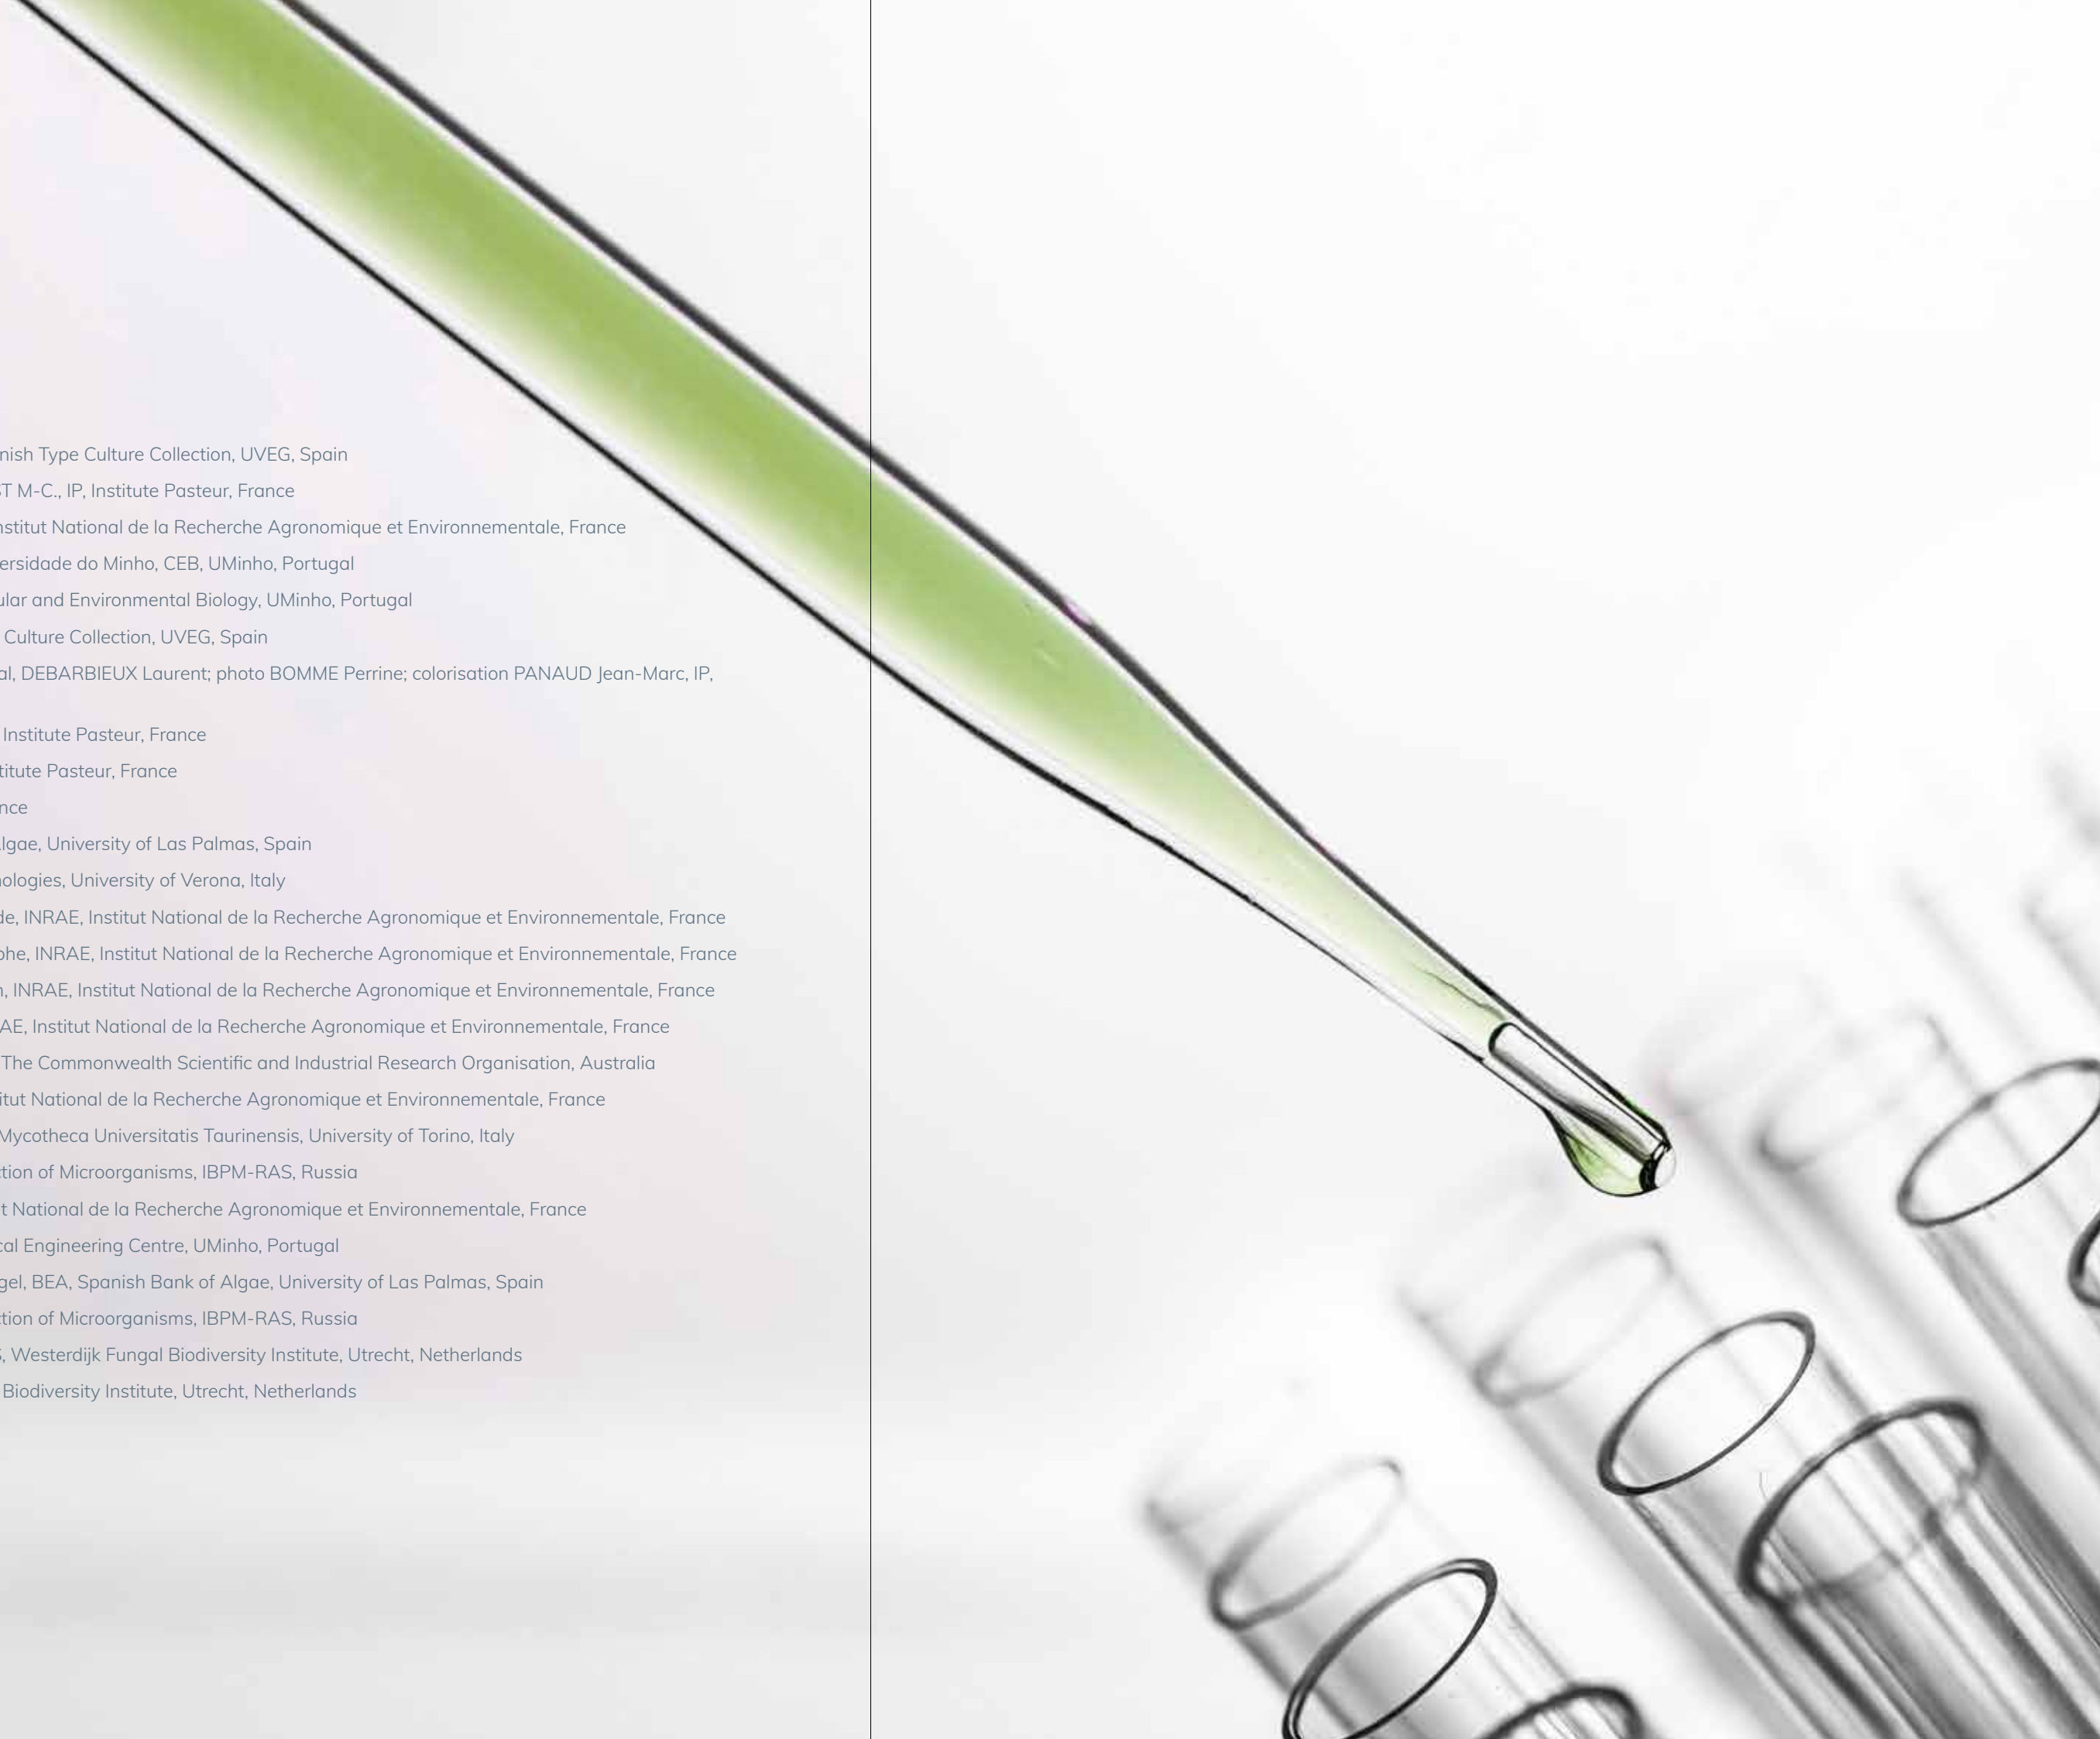 nish Type Culture Collection, UVEG, Spain
ST M-C., IP, Institute Pasteur, France
nstitut National de la Recherche Agronomique et Environnementale, France
ersidade do Minho, CEB, UMinho, Portugal
ular and Environmental Biology, UMinho, Portugal
Culture Collection, UVEG, Spain
al, DEBARBIEUX Laurent; photo BOMME Perrine; colorisation PANAUD Jean-Marc, IP,
Institute Pasteur, France
titute Pasteur, France
nce
lgae, University of Las Palmas, Spain
nologies, University of Verona, Italy
de, INRAE, Institut National de la Recherche Agronomique et Environnementale, France
phe, INRAE, Institut National de la Recherche Agronomique et Environnementale, France
n, INRAE, Institut National de la Recherche Agronomique et Environnementale, France
AE, Institut National de la Recherche Agronomique et Environnementale, France
The Commonwealth Scientific and Industrial Research Organisation, Australia
itut National de la Recherche Agronomique et Environnementale, France
Mycotheca Universitatis Taurinensis, University of Torino, Italy
ction of Microorganisms, IBPM-RAS, Russia
t National de la Recherche Agronomique et Environnementale, France
cal Engineering Centre, UMinho, Portugal
gel, BEA, Spanish Bank of Algae, University of Las Palmas, Spain
ction of Microorganisms, IBPM-RAS, Russia
S, Westerdijk Fungal Biodiversity Institute, Utrecht, Netherlands
Biodiversity Institute, Utrecht, Netherlands